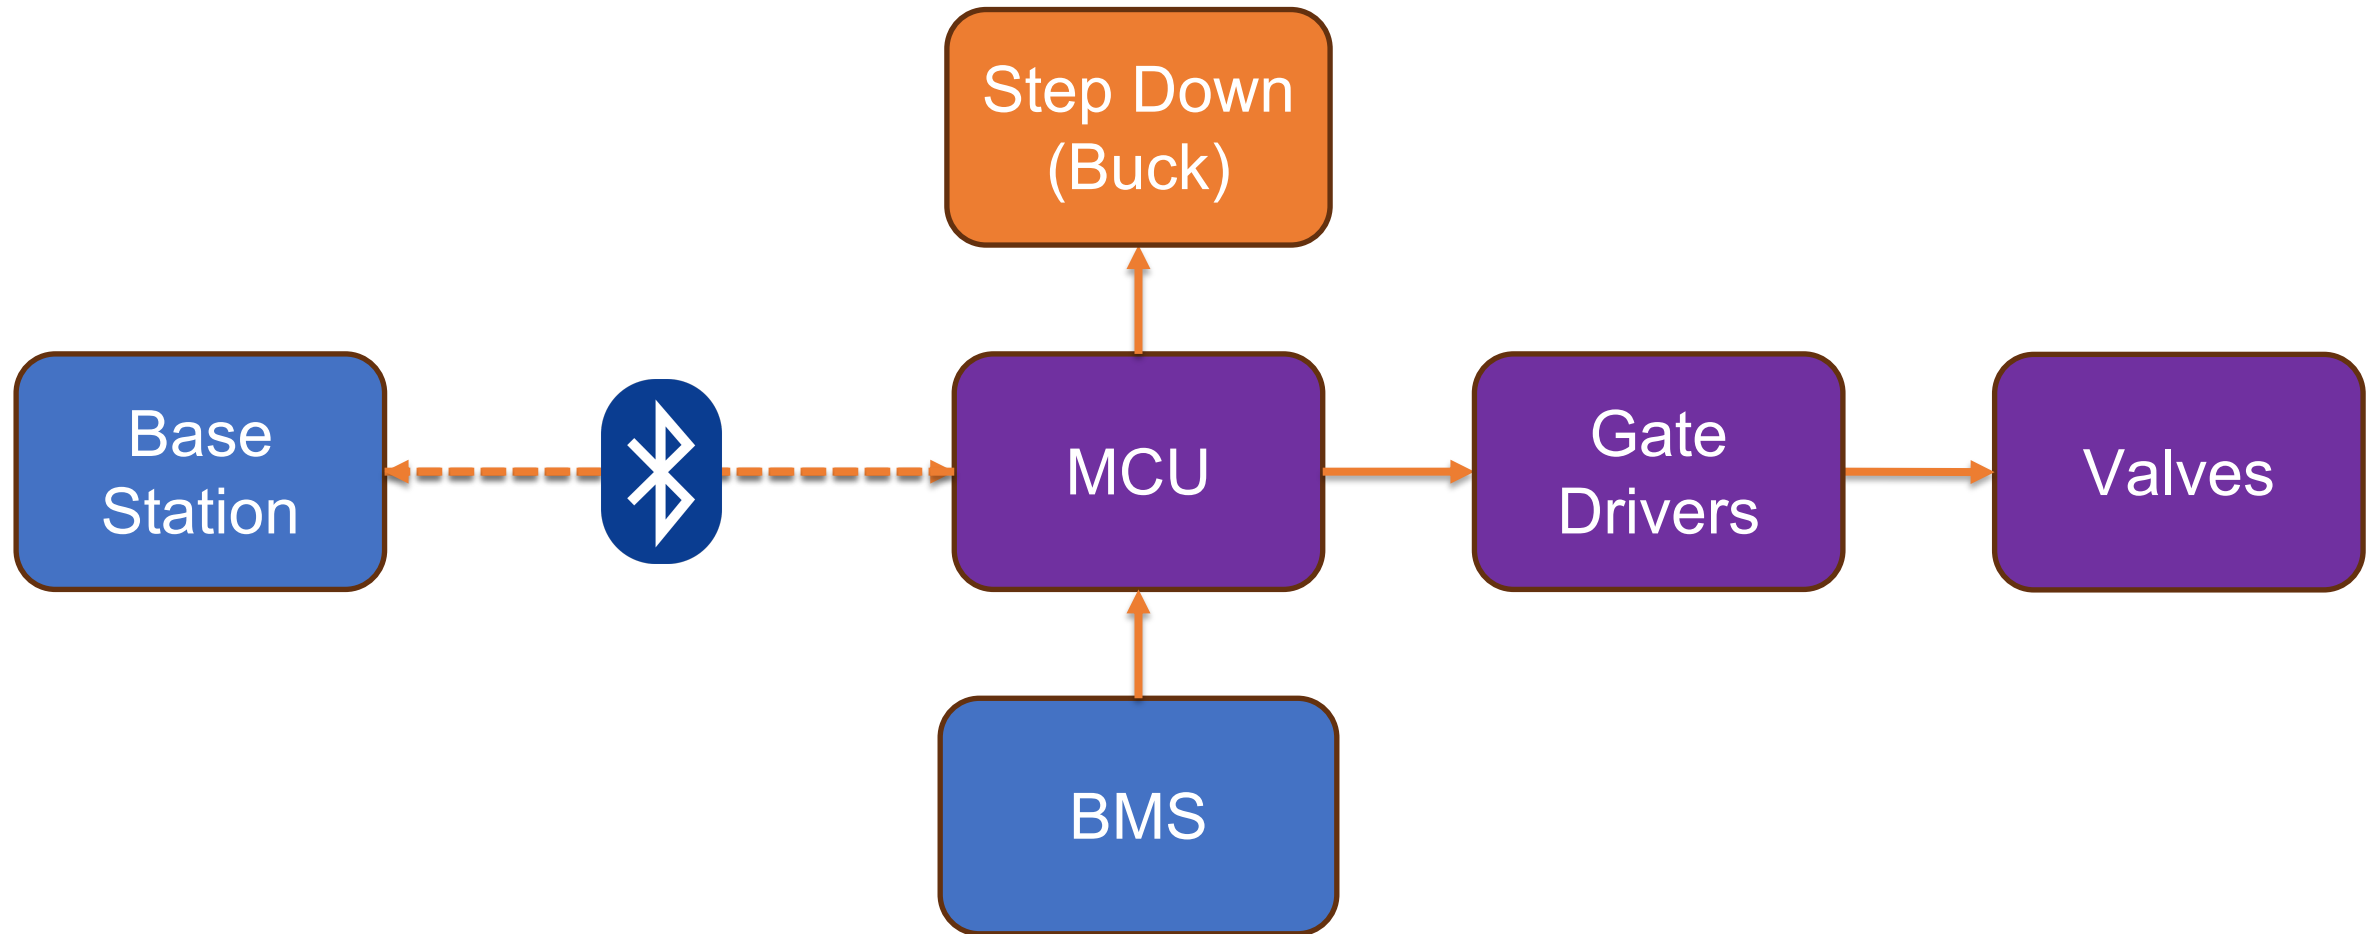 Step Down
(Buck)
Base
Station
MCU
Gate
Drivers
Valves
BMS